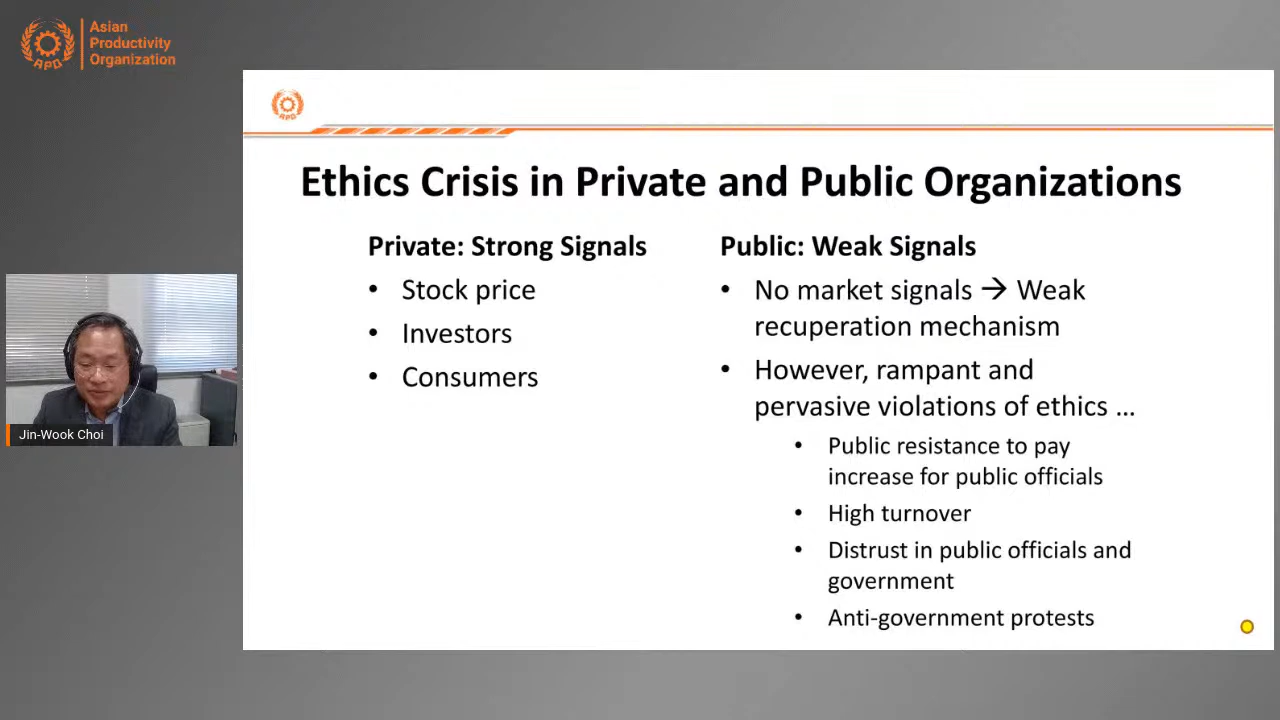 Asian
Productivity
Organization
APO
APO
Ethics Crisis in Private and Public Organizations
Private: Strong Signals
• Stock price
• Investors
• Consumers
Public: Weak Signals
• No market signals → Weak
recuperation mechanism
• However, rampant and
pervasive violations of ethics …
• Public resistance to pay
increase for public officials
• High turnover
• Distrust in public officials and
government
• Anti-government protests
Jin-Wook Choi